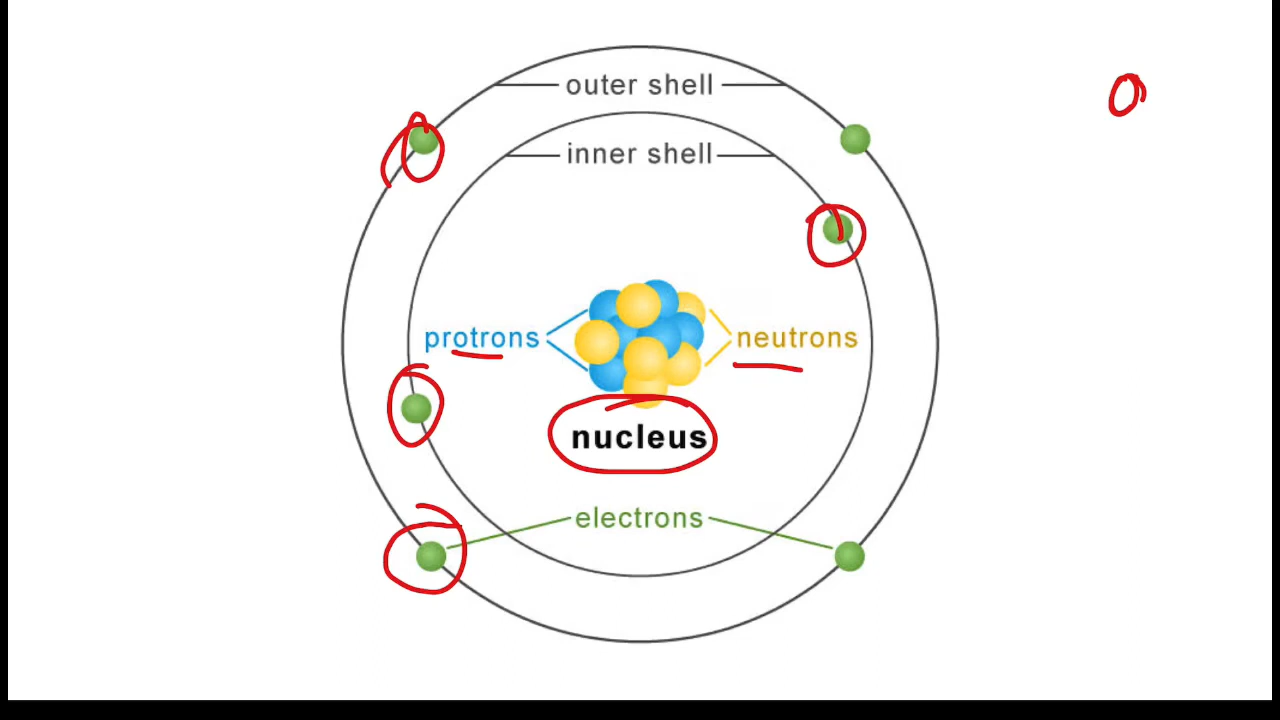 outer shell
inner shell
protrons
neutrons
nucleus
electrons